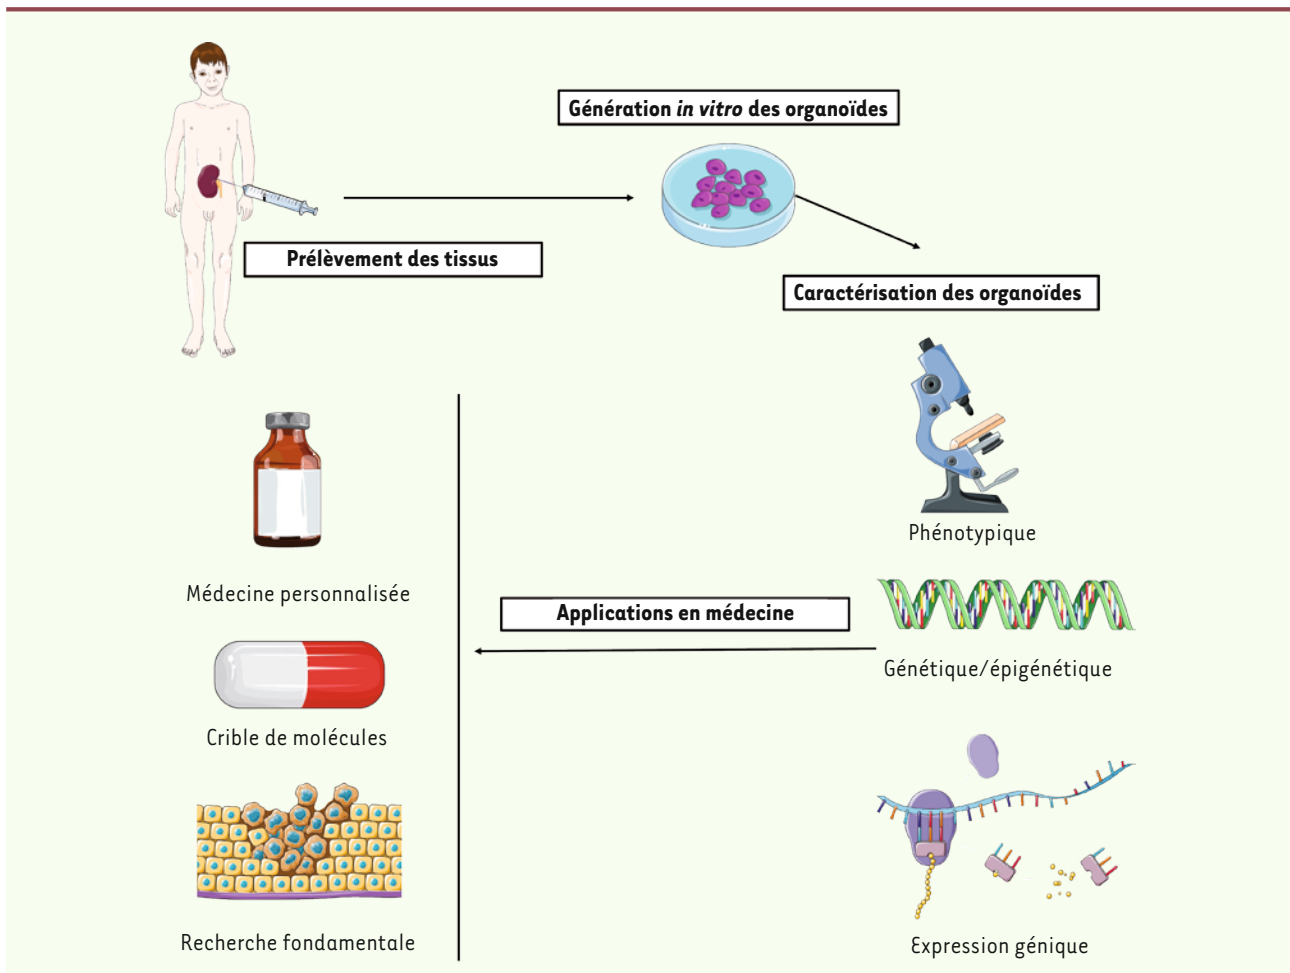 Génération in vitro des organoïdes
Prélèvement des tissus
Caractérisation des organoïdes
Phénotypique
Médecine personnalisée
Applications en médecine
Génétique/épigénétique
Crible de molécules
Recherche fondamentale
Expression génique